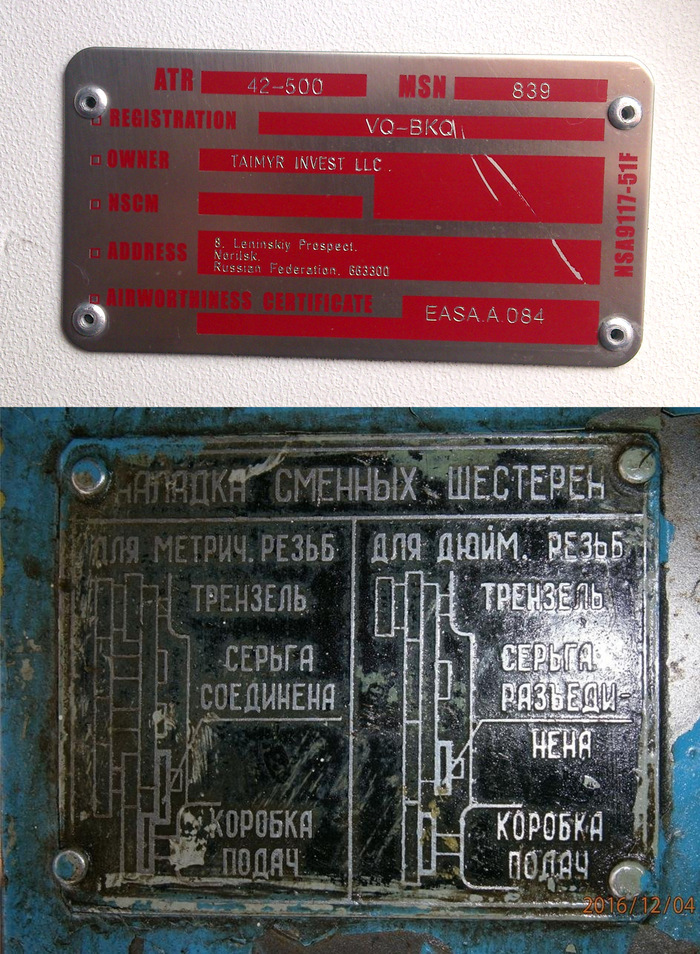 ATR 42-500 MSN 839
REGISTRATION VQ-BKQ
OWNER TAIMYR INVEST LLC.
NSCM
ADDRESS 8, Leninskiy Prospect,
Norilsk,
Russian Federation, 663300
AIRWORTHINESS CERTIFICATE EASA.A.084
NSA9117-51F
НАЛАДКА СМЕННЫХ ШЕСТЕРЕН
ДЛЯ МЕТРИЧ. РЕЗЬБ
ТРЕНЗЕЛЬ
СЕРЬГА
СОЕДИНЕНА
КОРОБКА
ПОДАЧ
ДЛЯ ДЮЙМ. РЕЗЬБ
ТРЕНЗЕЛЬ
СЕРЬГА
РАЗЪЕДИ-
НЕНА
КОРОБКА
ПОДАЧ
2016/12/04